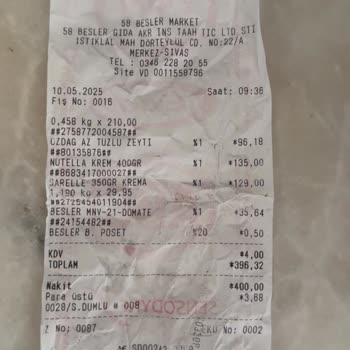 58 BESLER MARKET
58 BESLER GIDA AKR INS TAAH TIC LTD.STI
ISTIKLAL MAH DORTEYLUL CD. NO:22/A
MERKEZ-SIVAS
TEL : 0346 228 20 55
Site VD 0011558796
10.05.2025 Saat: 09:36
Fiş No: 0016
0,458 kg x 210,00
##2758772004587##
OZDAG AZ TUZLU ZEYTI %1 *96,18
##80135876##
NUTELLA KREM 400GR %1 *135,00
##8683417000027##
SARELLE 350GR KREMA %1 *129,00
1,190 kg x 29,95
##2725454011904##
BESLER MNV-21-DOMATE %1 *35,64
##24154482##
BESLER B. POSET %20 *0,50
KDV *4,00
TOPLAM *396,32
Nakit *400,00
Para üstü *3,68
0028/S.DUMLU # 008
SENSODY
Z No: 0087 EKÜ No: 0002